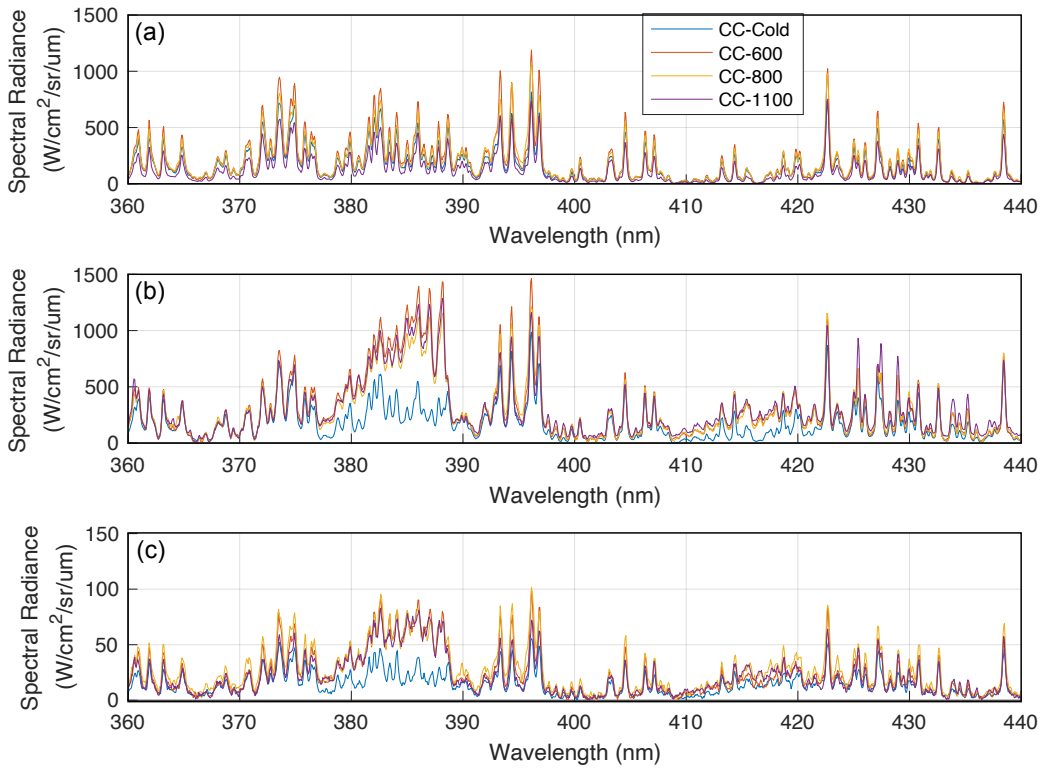 (a)
CC-Cold
CC-600
CC-800
CC-1100
Spectral Radiance
(W/cm²/sr/um)
1500
1000
500
0
360 370 380 390 400 410 420 430 440
Wavelength (nm)
(b)
Spectral Radiance
(W/cm²/sr/um)
1500
1000
500
0
360 370 380 390 400 410 420 430 440
Wavelength (nm)
(c)
Spectral Radiance
(W/cm²/sr/um)
150
100
50
0
360 370 380 390 400 410 420 430 440
Wavelength (nm)